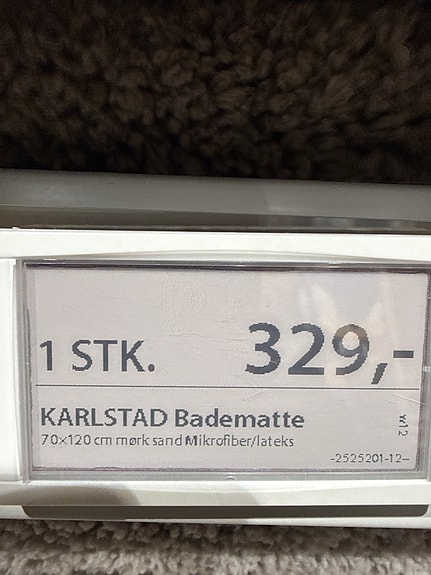 1 STK. 329,-
KARLSTAD Badematte
70x120 cm mørk sand Mikrofiber/lateks
w12
-2525201-12-